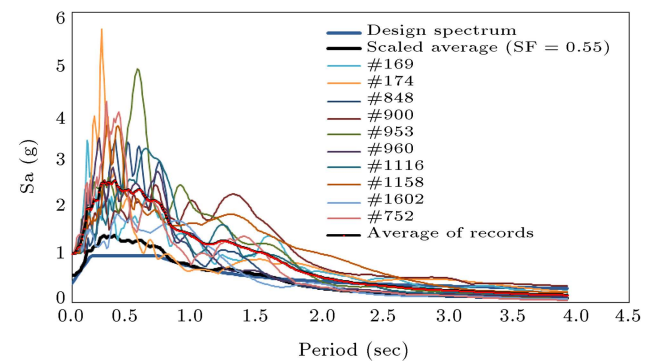 6
5
4
3
2
1
0
Sa (g)
Design spectrum
Scaled average (SF = 0.55)
#169
#174
#848
#900
#953
#960
#1116
#1158
#1602
#752
Average of records
0.0 0.5 1.0 1.5 2.0 2.5 3.0 3.5 4.0 4.5
Period (sec)